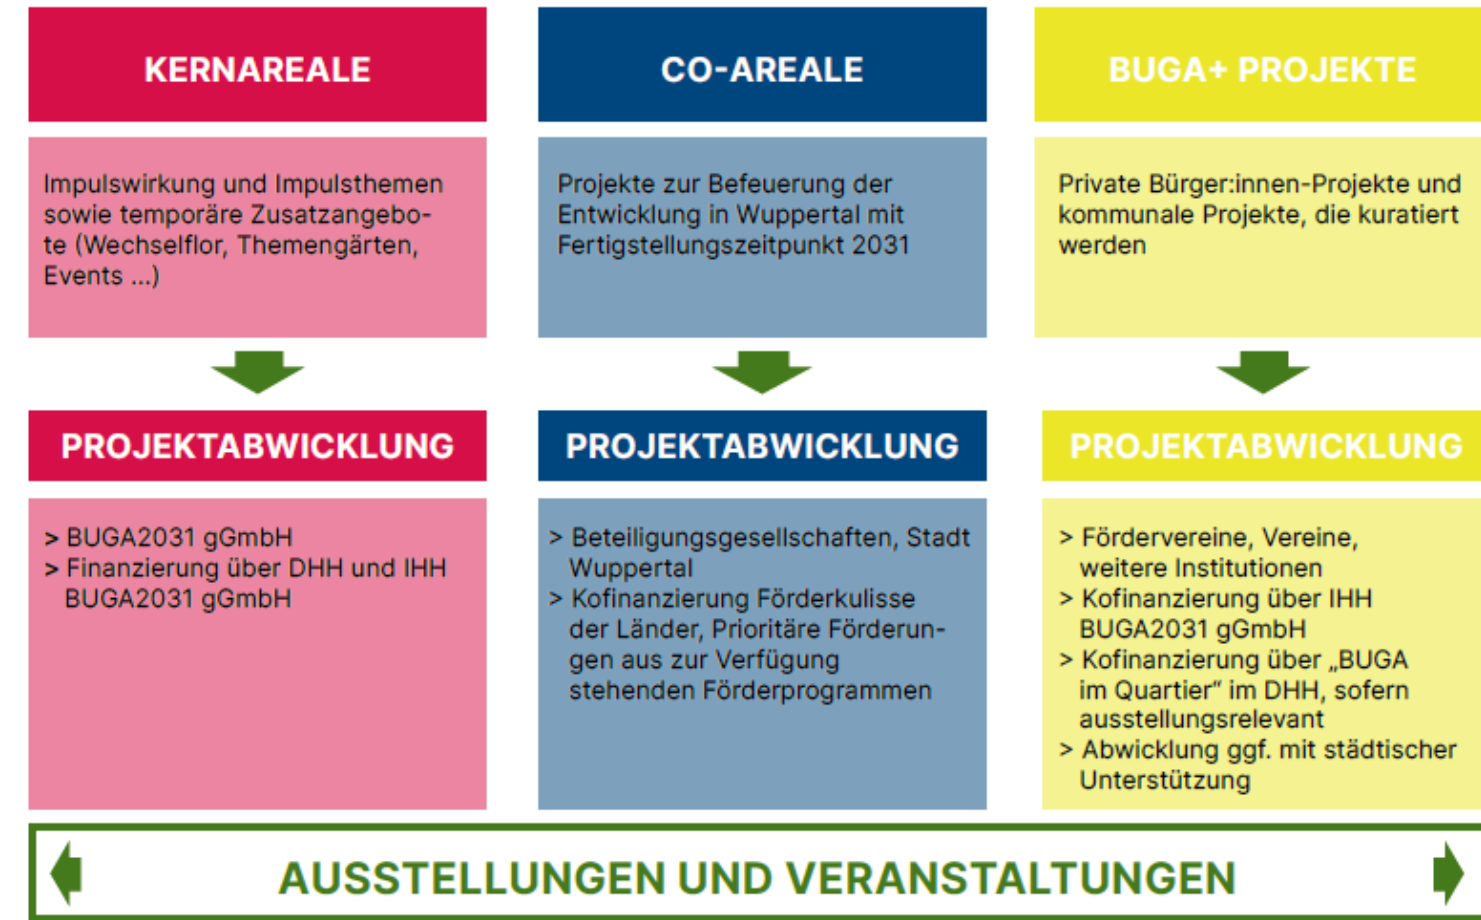 KERNAREALE
Impulswirkung und Impulsthemen
sowie temporäre Zusatzangebo-
te (Wechselflor, Themengärten,
Events ...)
PROJEKTABWICKLUNG
> BUGA2031 gGmbH
> Finanzierung über DHH und IHH
BUGA2031 gGmbH
CO-AREALE
Projekte zur Befeuerung der
Entwicklung in Wuppertal mit
Fertigstellungszeitpunkt 2031
PROJEKTABWICKLUNG
> Beteiligungsgesellschaften, Stadt
Wuppertal
> Kofinanzierung Förderkulisse
der Länder, Prioritäre Förderun-
gen aus zur Verfügung
stehenden Förderprogrammen
BUGA+ PROJEKTE
Private Bürger:innen-Projekte und
kommunale Projekte, die kuratiert
werden
PROJEKTABWICKLUNG
> Fördervereine, Vereine,
weitere Institutionen
> Kofinanzierung über IHH
BUGA2031 gGmbH
> Kofinanzierung über „BUGA
im Quartier“ im DHH, sofern
ausstellungsrelevant
> Abwicklung ggf. mit städtischer
Unterstützung
AUSSTELLUNGEN UND VERANSTALTUNGEN